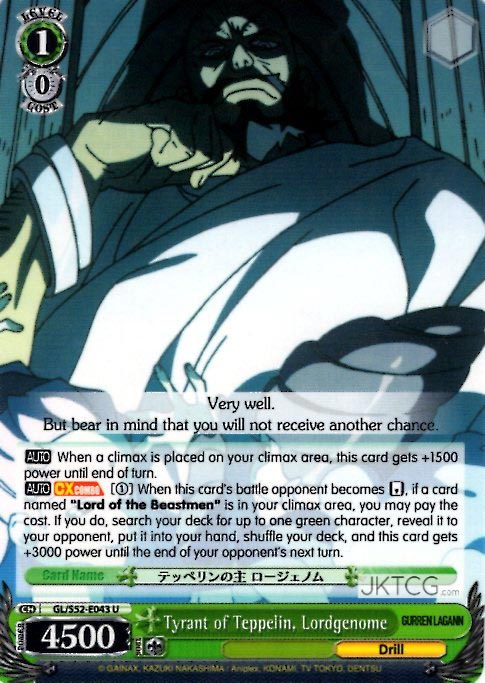 LEVEL
1
0
COST
Very well.
But bear in mind that you will not receive another chance.
AUTO When a climax is placed on your climax area, this card gets +1500
power until end of turn.
AUTO CXCOMBO [①] When this card's battle opponent becomes [▼], if a card
named "Lord of the Beastmen" is in your climax area, you may pay the
cost. If you do, search your deck for up to one green character, reveal it to
your opponent, put it into your hand, shuffle your deck, and this card gets
+3000 power until the end of your opponent's next turn.
Card Name テッペリンの主 ロージェノム
JKTCG.com
CH GL/S52-E043 U
Tyrant of Teppelin, Lordgenome GURREN LAGANN
POWER 4500 SOUL
Drill
© GAINAX, KAZUKI NAKASHIMA / Aniplex, KONAMI, TV TOKYO, DENTSU